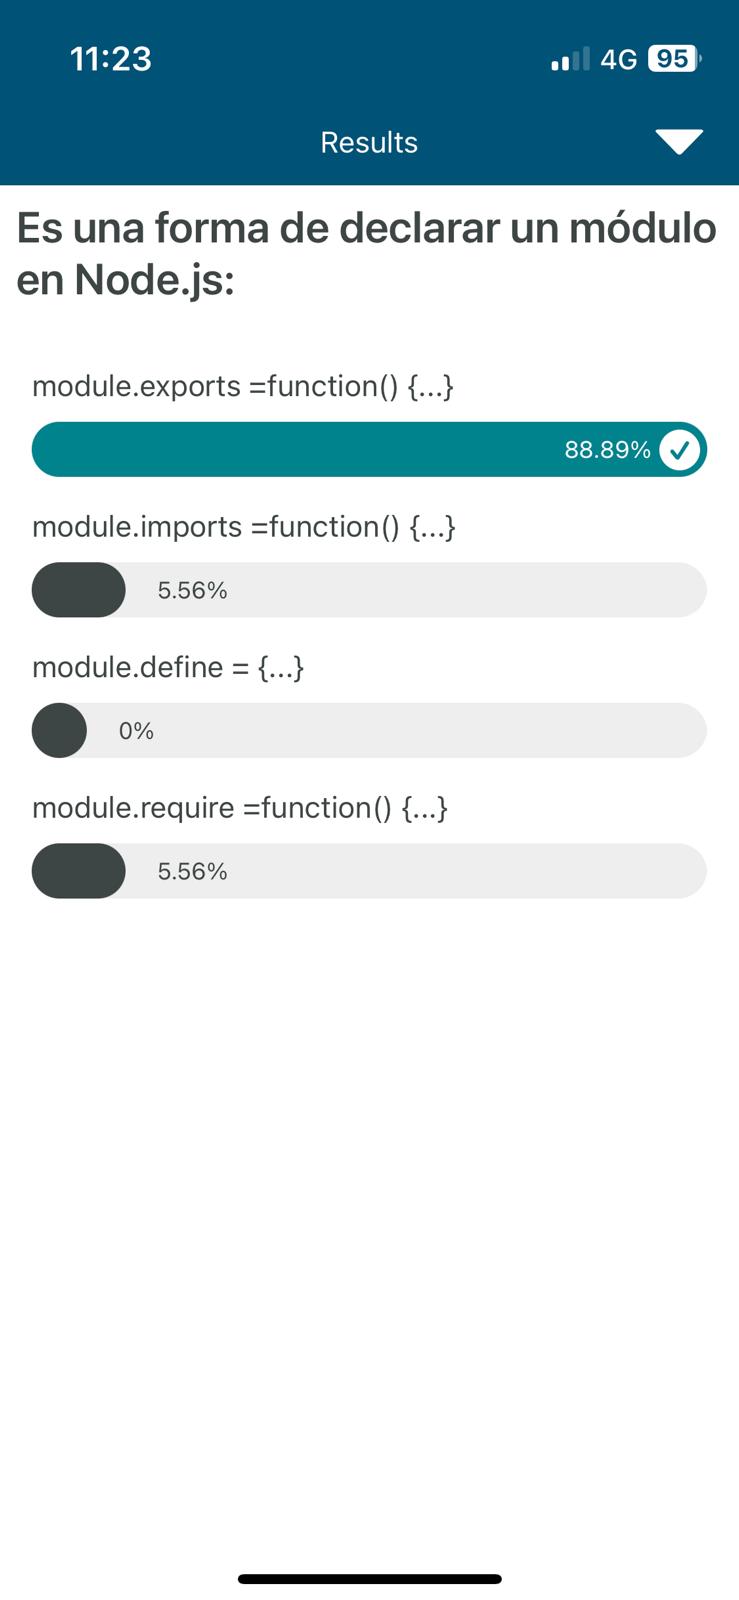 11:23
4G
95
Results
Es una forma de declarar un módulo
en Node.js:
module.exports =function() {...}
88.89%
module.imports =function() {...}
5.56%
module.define = {...}
0%
module.require =function() {...}
5.56%